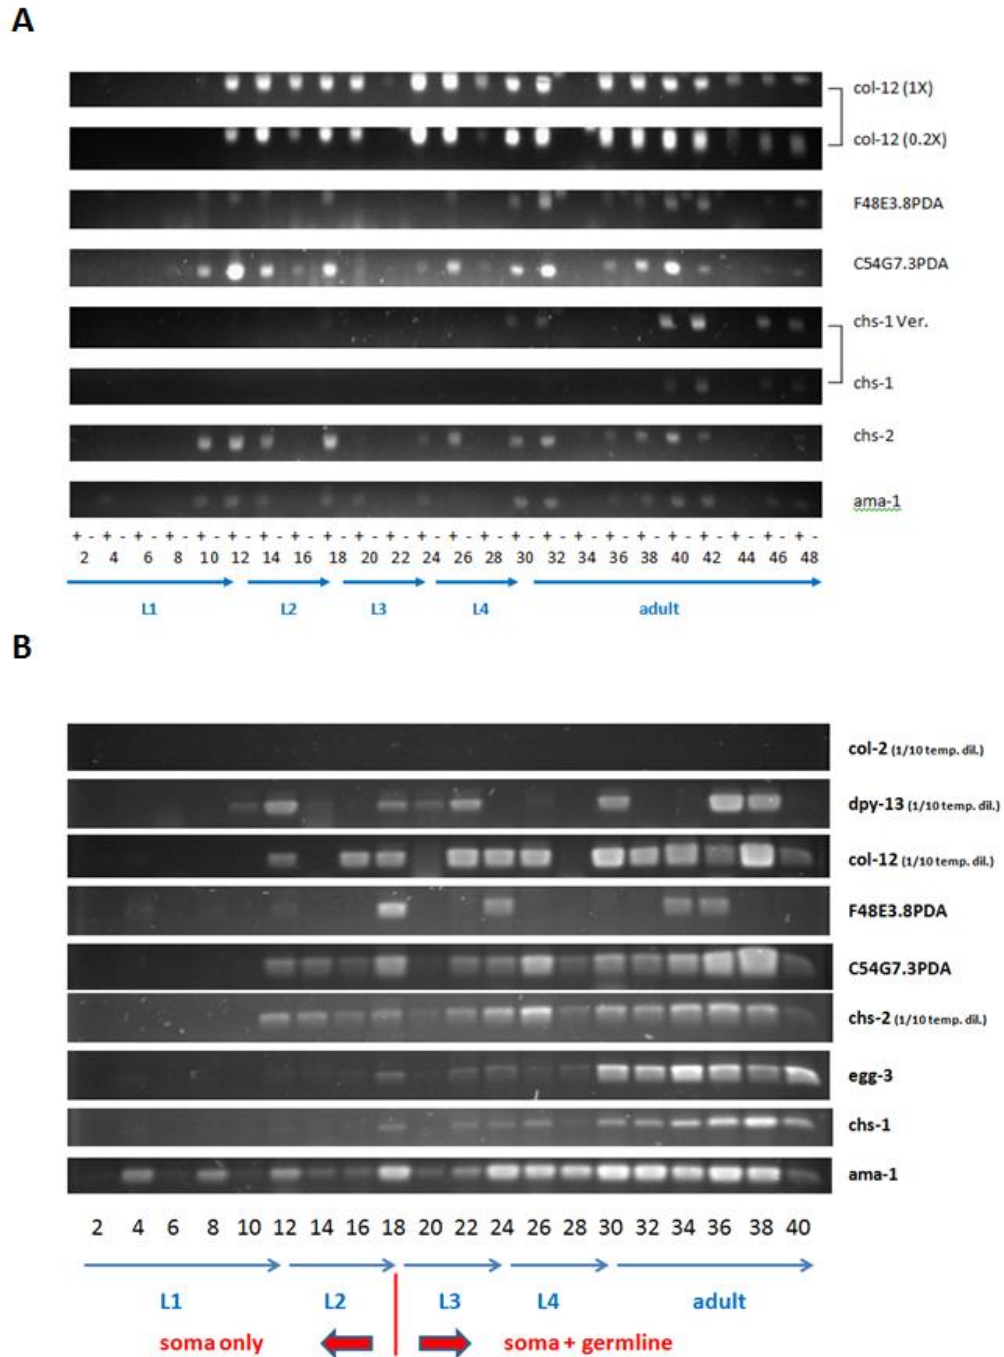 A
col-12 (1X)
col-12 (0.2X)
F48E3.8PDA
C54G7.3PDA
chs-1 Ver.
chs-1
chs-2
ama-1
+ - + - + - + - + - + - + - + - + - + - + - + - + - + - + - + - + - + - + - + - + - + - + - + -
2 4 6 8 10 12 14 16 18 20 22 24 26 28 30 32 34 36 38 40 42 44 46 48
L1 L2 L3 L4 adult
B
col-2 (1/10 temp. dil.)
dpy-13 (1/10 temp. dil.)
col-12 (1/10 temp. dil.)
F48E3.8PDA
C54G7.3PDA
chs-2 (1/10 temp. dil.)
egg-3
chs-1
ama-1
2 4 6 8 10 12 14 16 18 20 22 24 26 28 30 32 34 36 38 40
L1 L2 L3 L4 adult
soma only soma + germline